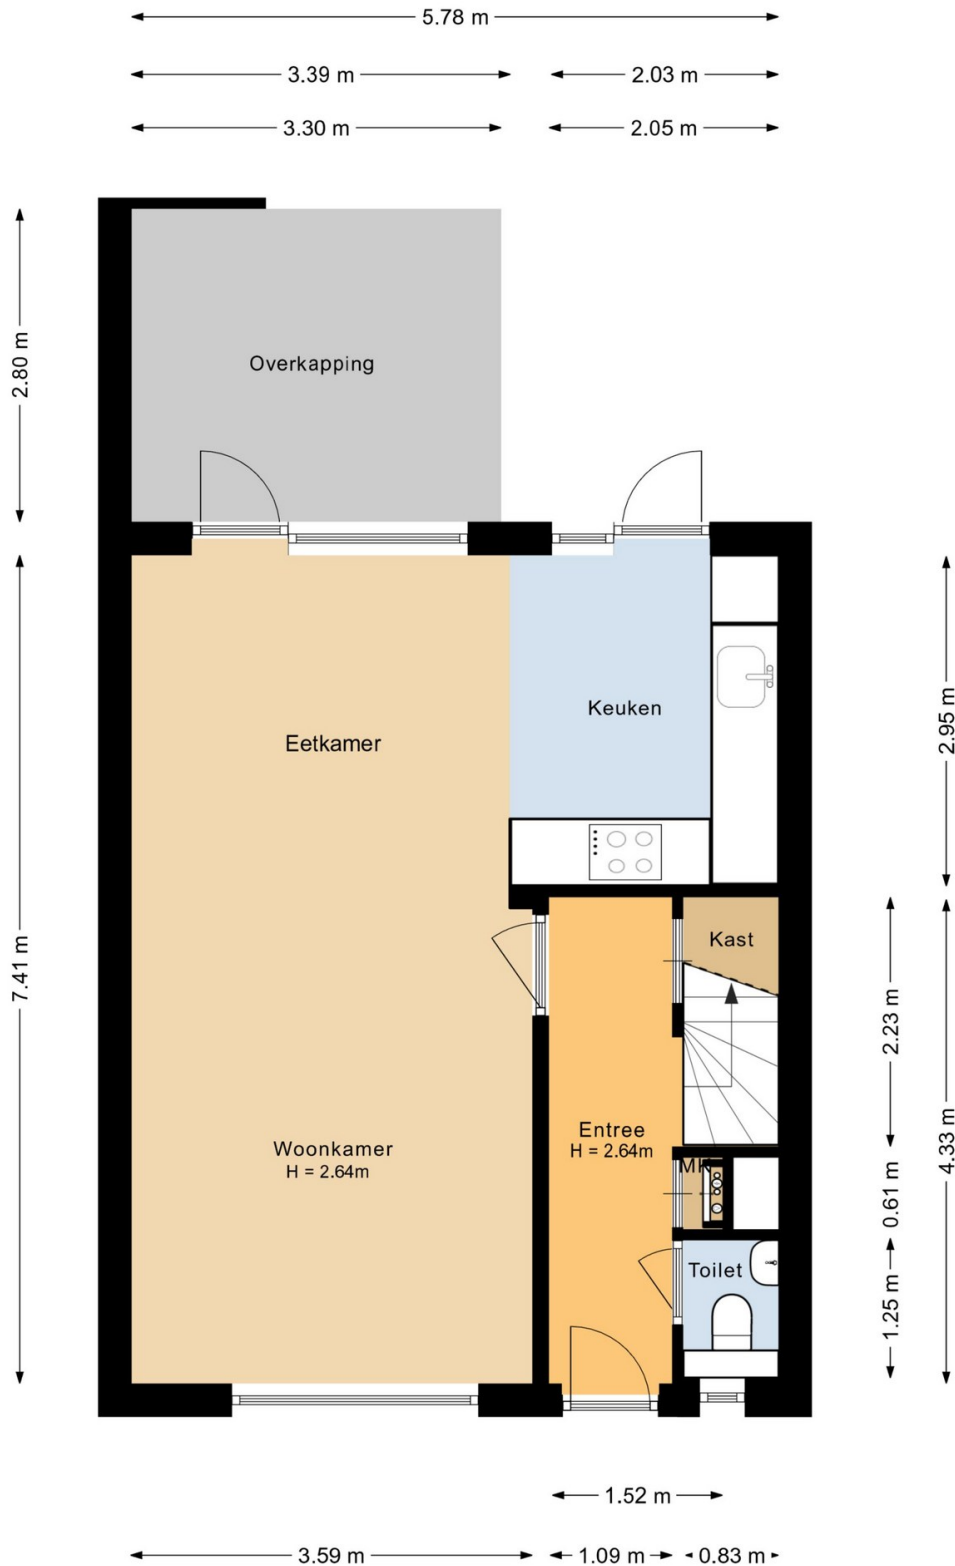 5.78 m
3.39 m
2.03 m
3.30 m
2.05 m
2.80 m
Overkapping
Keuken
Eetkamer
2.95 m
7.41 m
Kast
2.23 m
Entree
H = 2.64m
Woonkamer
H = 2.64m
4.33 m
0.61 m
Toilet
1.25 m
1.52 m
3.59 m
1.09 m
0.83 m